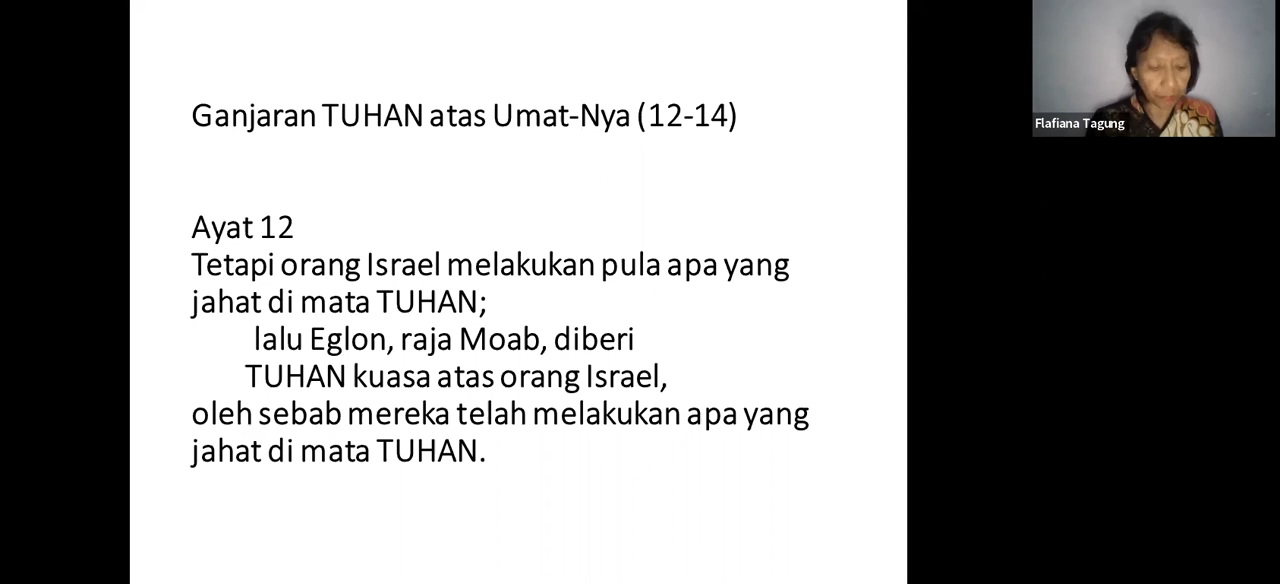 Ganjaran TUHAN atas Umat-Nya (12-14)
Ayat 12
Tetapi orang Israel melakukan pula apa yang
jahat di mata TUHAN;
lalu Eglon, raja Moab, diberi
TUHAN kuasa atas orang Israel,
oleh sebab mereka telah melakukan apa yang
jahat di mata TUHAN.
Flafiana Tagung